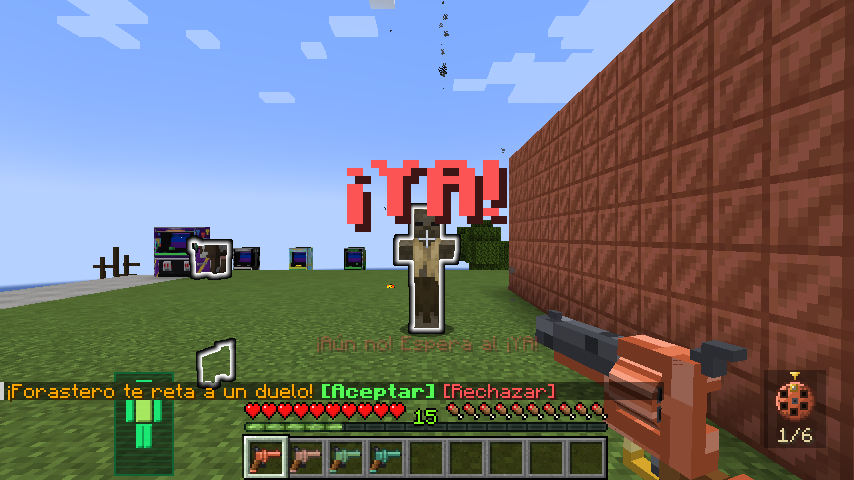 ¡YA!
¡Aún no! Espera al ¡YA!
¡Forastero te reta a un duelo! [Aceptar] [Rechazar]
15
1/6